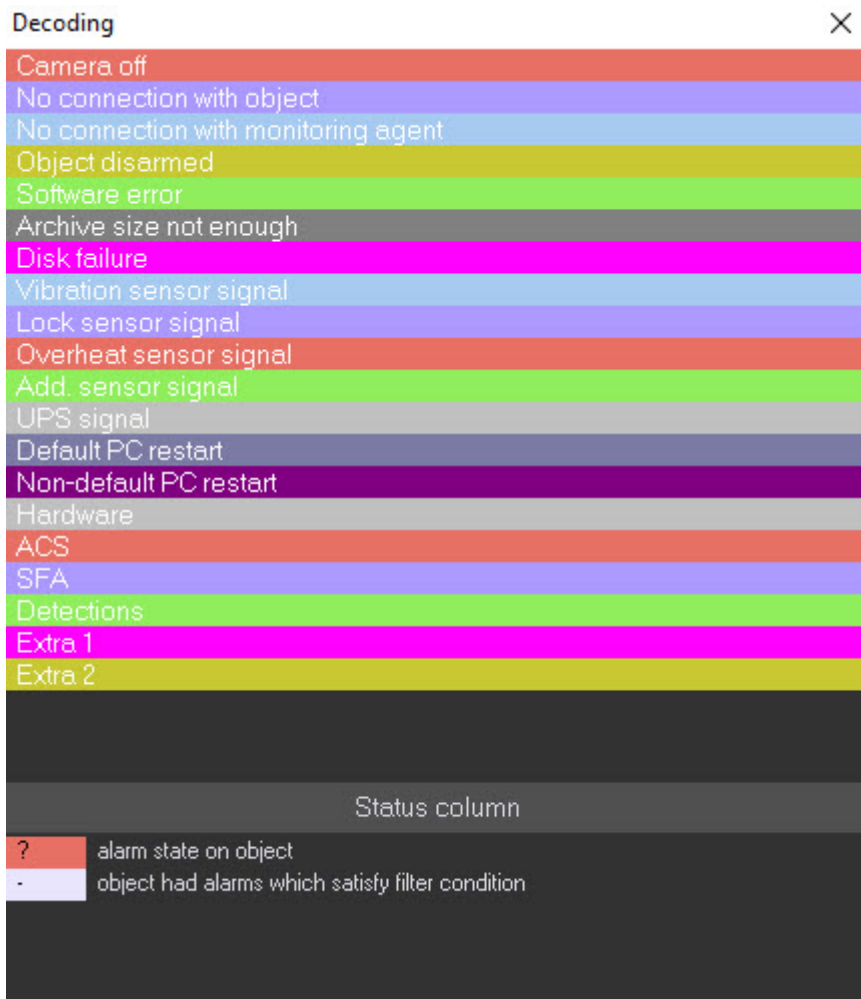 Decoding
Camera off
No connection with object
No connection with monitoring agent
Object disarmed
Software error
Archive size not enough
Disk failure
Vibration sensor signal
Lock sensor signal
Overheat sensor signal
Add. sensor signal
UPS signal
Default PC restart
Non-default PC restart
Hardware
ACS
SFA
Detections
Extra 1
Extra 2
Status column
? alarm state on object
- object had alarms which satisfy filter condition